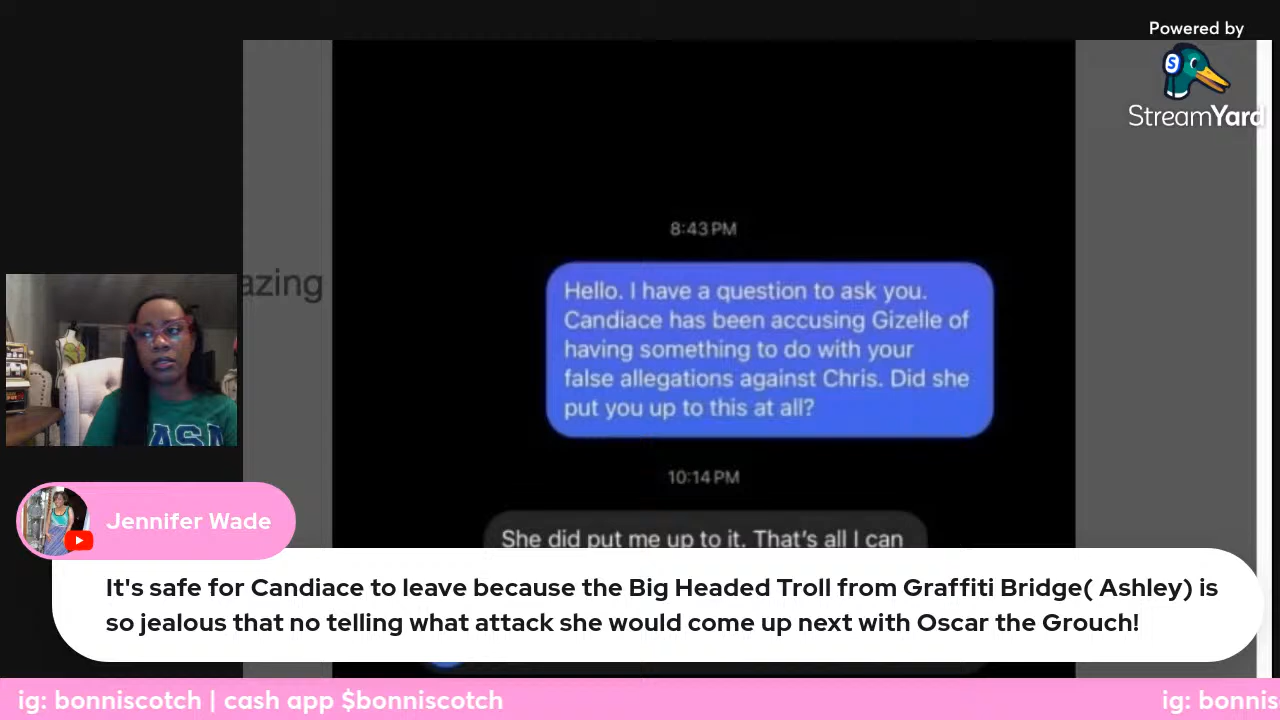 Powered by
StreamYard
azing
8:43 PM
Hello. I have a question to ask you.
Candiace has been accusing Gizelle of
having something to do with your
false allegations against Chris. Did she
put you up to this at all?
10:14 PM
She did put me up to it. That's all I can
ASA
Jennifer Wade
It's safe for Candiace to leave because the Big Headed Troll from Graffiti Bridge( Ashley) is
so jealous that no telling what attack she would come up next with Oscar the Grouch!
ig: bonniscotch | cash app $bonniscotch
ig: bonnis